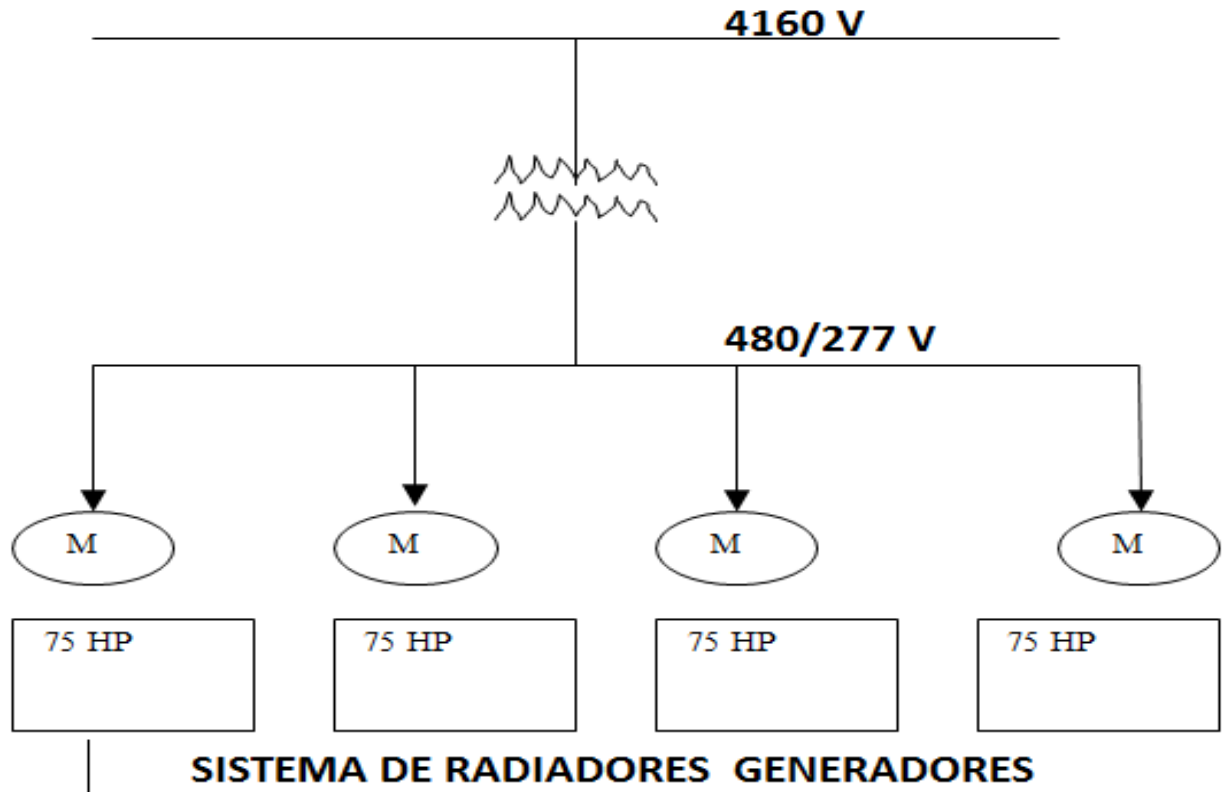 4160 V
480/277 V
M M M M
75 HP 75 HP 75 HP 75 HP
SISTEMA DE RADIADORES GENERADORES